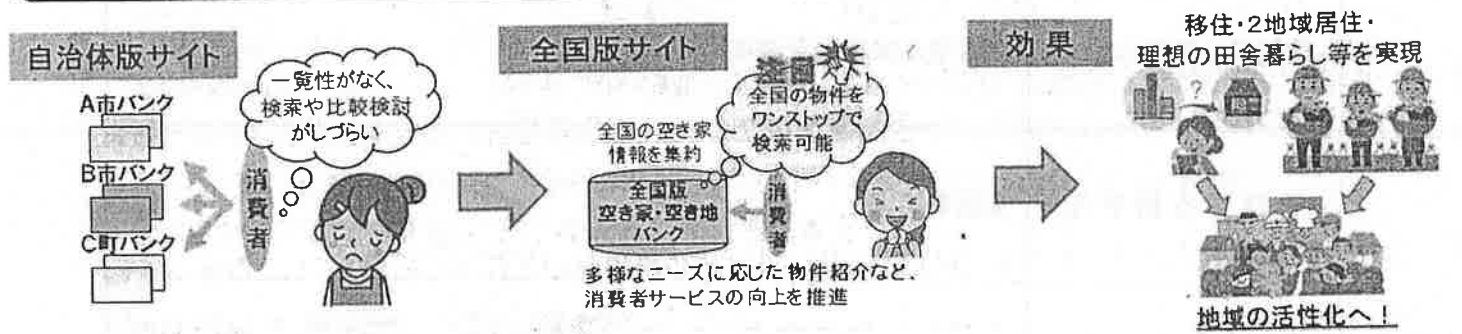 自治体版サイト
A市バンク
B市バンク
C町バンク
消費者
一覧性がなく、
検索や比較検討
がしづらい
全国版サイト
全国の空き家
情報を集約
全国版
空き家・空き地
バンク
消費者
注目
全国の物件を
ワンストップで
検索可能
多様なニーズに応じた物件紹介など、
消費者サービスの向上を推進
効果
移住・2地域居住・
理想の田舎暮らし等を実現
?
地域の活性化へ!